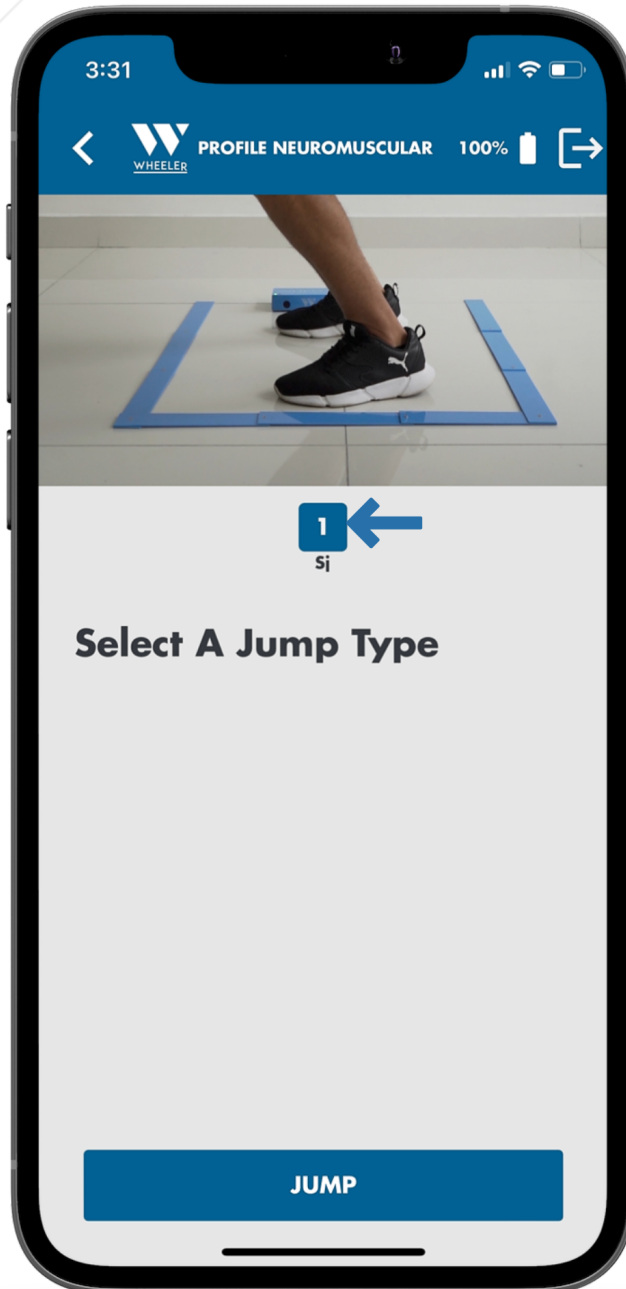 3:31
WHEELER
PROFILE NEUROMUSCULAR 100%
1
Sj
Select A Jump Type
JUMP